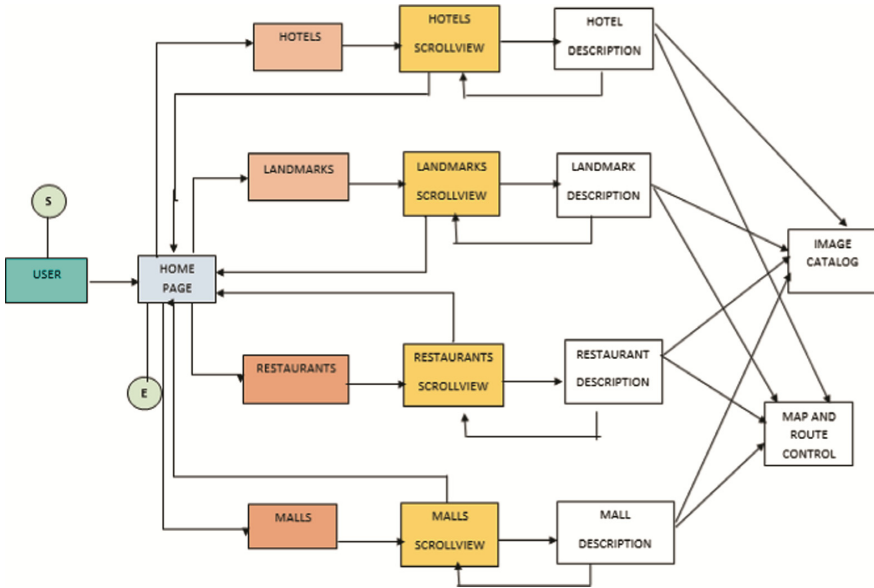 HOTELS
HOTELS
SCROLLVIEW
HOTEL
DESCRIPTION
LANDMARKS
LANDMARKS
SCROLLVIEW
LANDMARK
DESCRIPTION
S
USER
HOME
PAGE
IMAGE
CATALOG
E
RESTAURANTS
RESTAURANTS
SCROLLVIEW
RESTAURANT
DESCRIPTION
MAP AND
ROUTE
CONTROL
MALLS
MALLS
SCROLLVIEW
MALL
DESCRIPTION